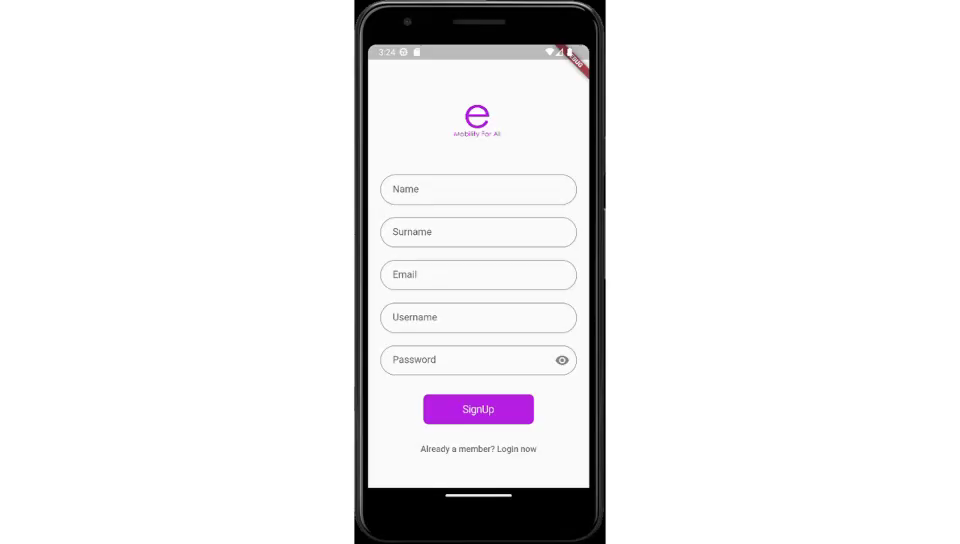 3:24
e
Mobility For All
Name
Surname
Email
Username
Password
SignUp
Already a member? Login now